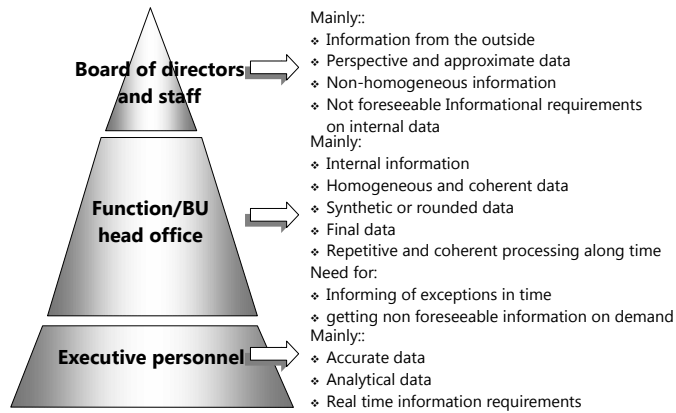 Board of directors
and staff
Mainly::
❖ Information from the outside
❖ Perspective and approximate data
❖ Non-homogeneous information
❖ Not foreseeable Informational requirements
on internal data
Function/BU
head office
Mainly:
❖ Internal information
❖ Homogeneous and coherent data
❖ Synthetic or rounded data
❖ Final data
❖ Repetitive and coherent processing along time
Need for:
❖ Informing of exceptions in time
❖ getting non foreseeable information on demand
Executive personnel
Mainly::
❖ Accurate data
❖ Analytical data
❖ Real time information requirements